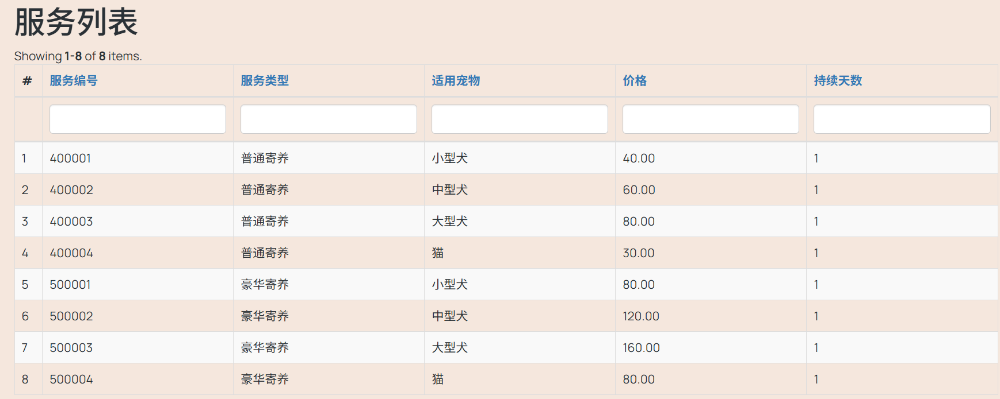 服务列表
Showing 1-8 of 8 items.
# 服务编号 服务类型 适用宠物 价格 持续天数
1 400001 普通寄养 小型犬 40.00 1
2 400002 普通寄养 中型犬 60.00 1
3 400003 普通寄养 大型犬 80.00 1
4 400004 普通寄养 猫 30.00 1
5 500001 豪华寄养 小型犬 80.00 1
6 500002 豪华寄养 中型犬 120.00 1
7 500003 豪华寄养 大型犬 160.00 1
8 500004 豪华寄养 猫 80.00 1